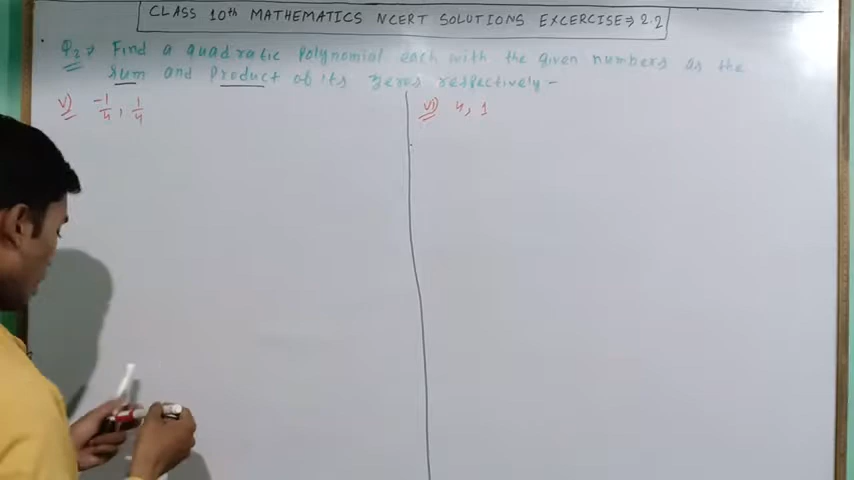 CLASS 10th MATHEMATICS NCERT SOLUTIONS EXCERCISE⇒ 2.2
Q2⇒ Find a quadratic Polynomial each with the given numbers as the
sum and Product of its zeroes respectively -
v) -1/4, 1/4
vi) 4, 1